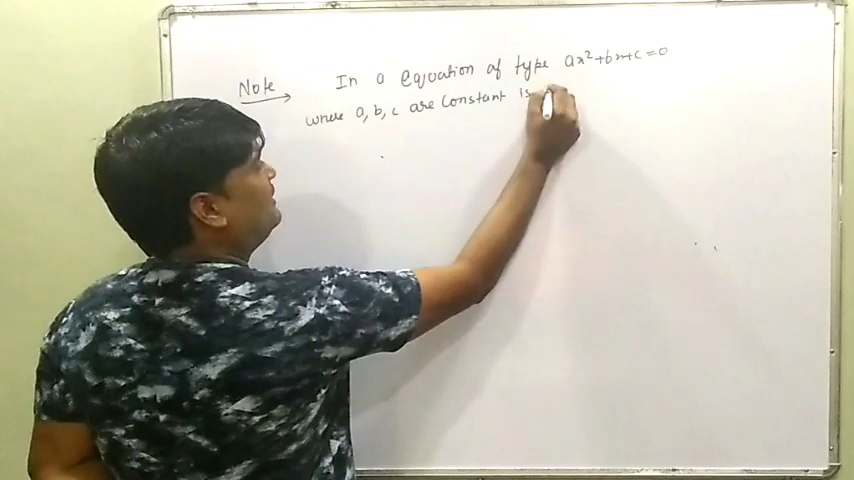 Note → In a equation of type ax²+bx+c=0
where a, b, c are constant is